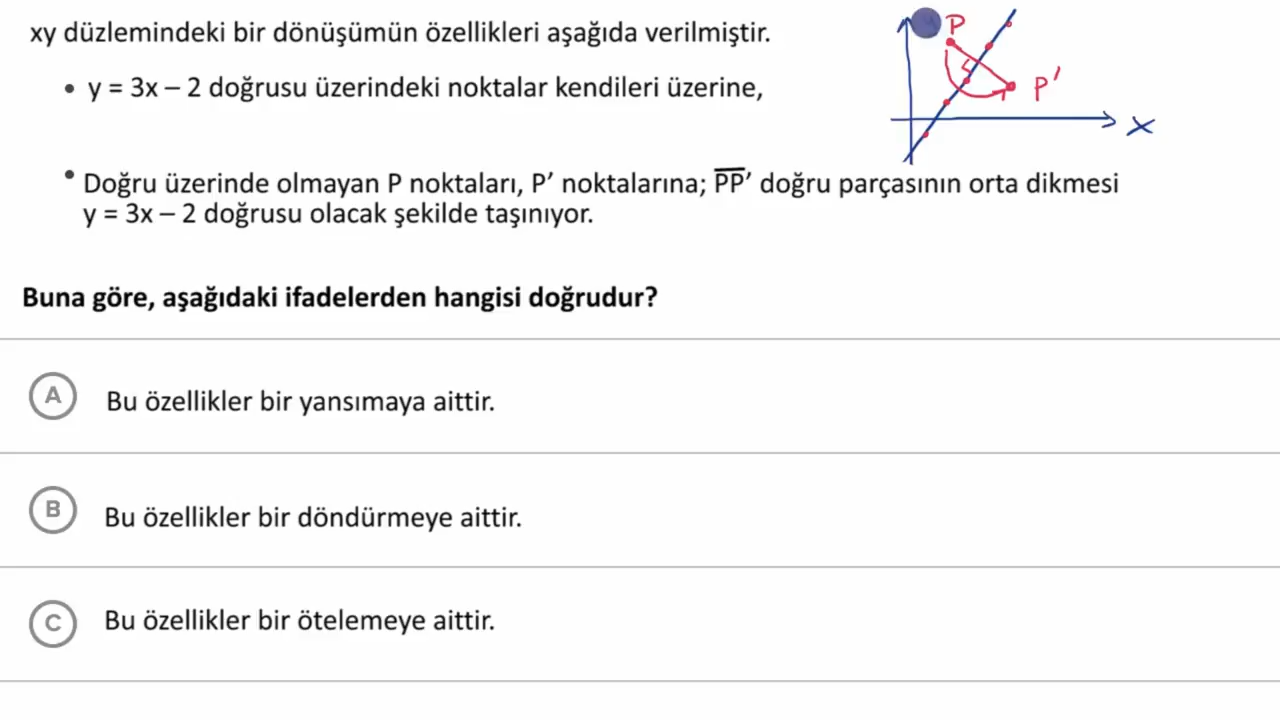 xy düzlemindeki bir dönüşümün özellikleri aşağıda verilmiştir.
• y = 3x – 2 doğrusu üzerindeki noktalar kendileri üzerine,
• Doğru üzerinde olmayan P noktaları, P′ noktalarına; PP′ doğru parçasının orta dikmesi
y = 3x – 2 doğrusu olacak şekilde taşınıyor.
P
P′
x
Buna göre, aşağıdaki ifadelerden hangisi doğrudur?
A Bu özellikler bir yansımaya aittir.
B Bu özellikler bir döndürmeye aittir.
C Bu özellikler bir ötelemeye aittir.